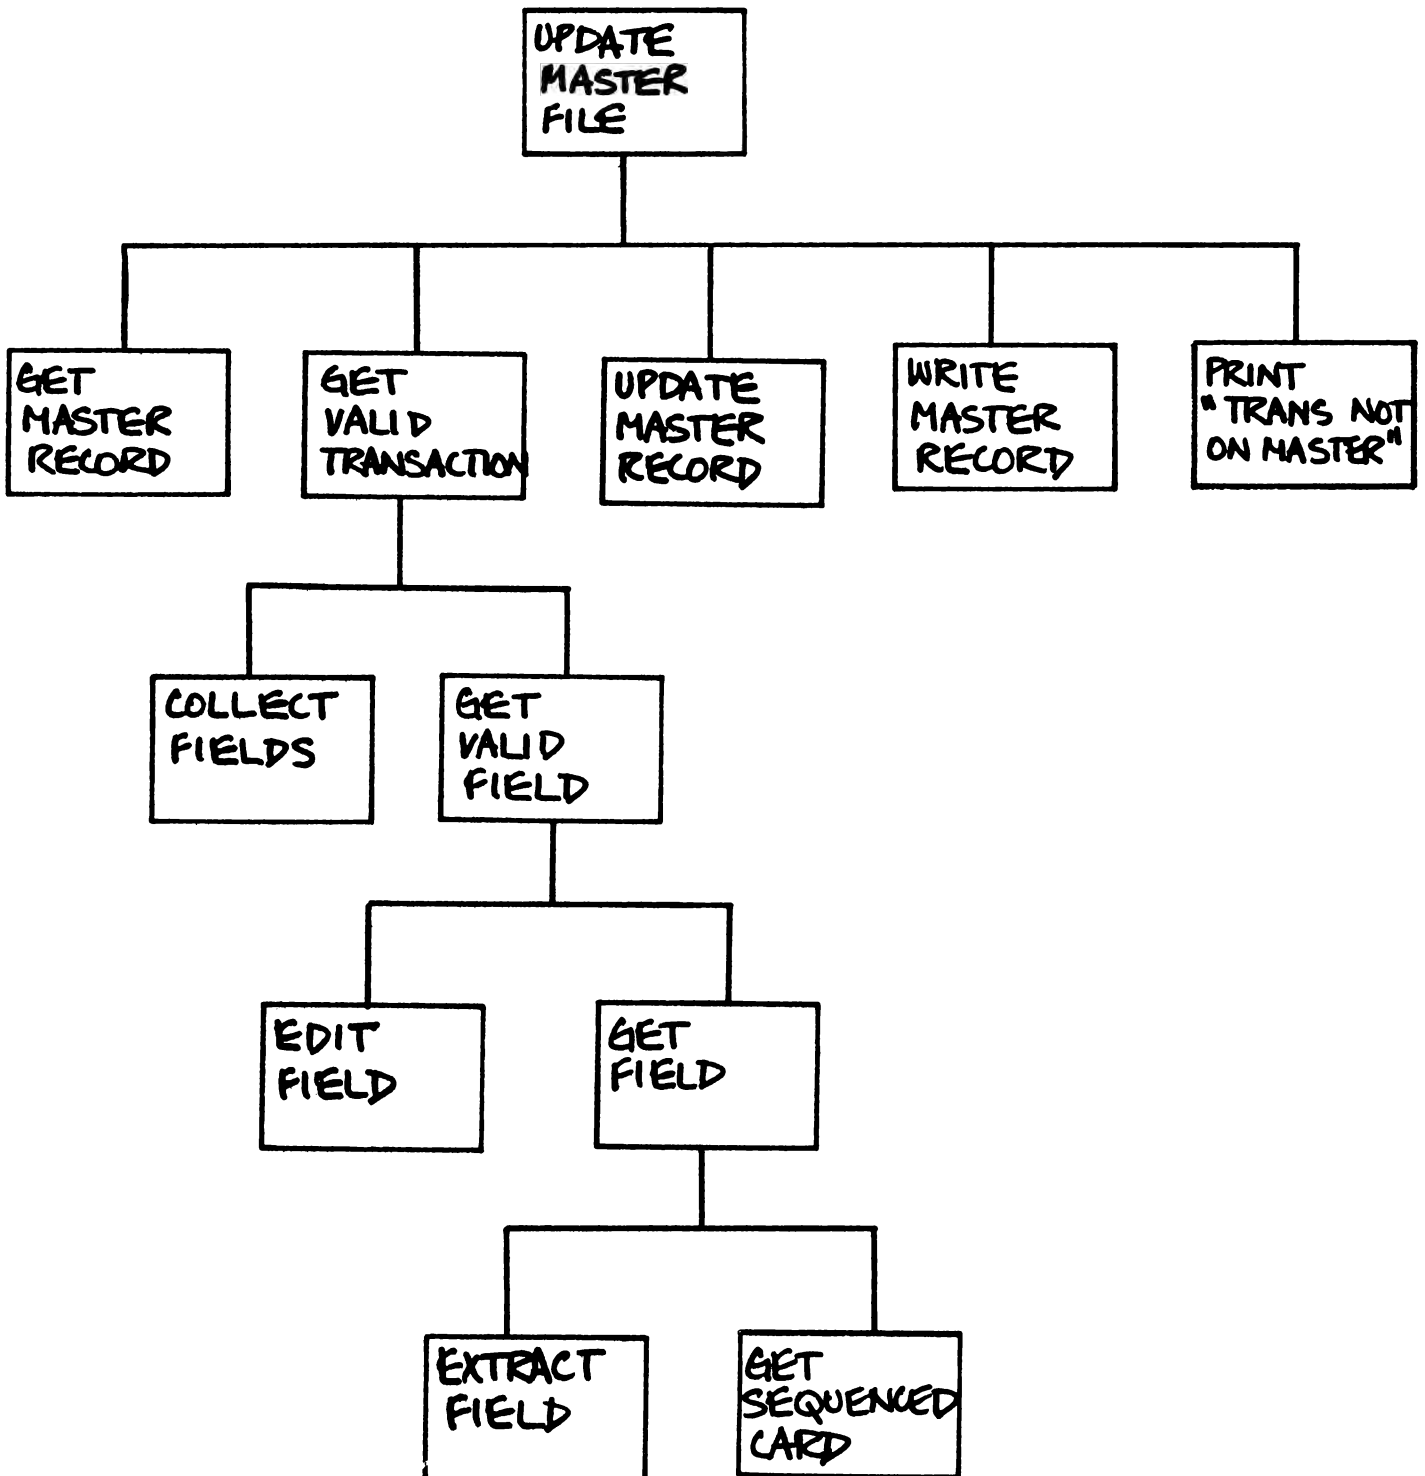 UPDATE
MASTER
FILE
GET
MASTER
RECORD
GET
VALID
TRANSACTION
UPDATE
MASTER
RECORD
WRITE
MASTER
RECORD
PRINT
"TRANS NOT
ON MASTER"
COLLECT
FIELDS
GET
VALID
FIELD
EDIT
FIELD
GET
FIELD
EXTRACT
FIELD
GET
SEQUENCED
CARD